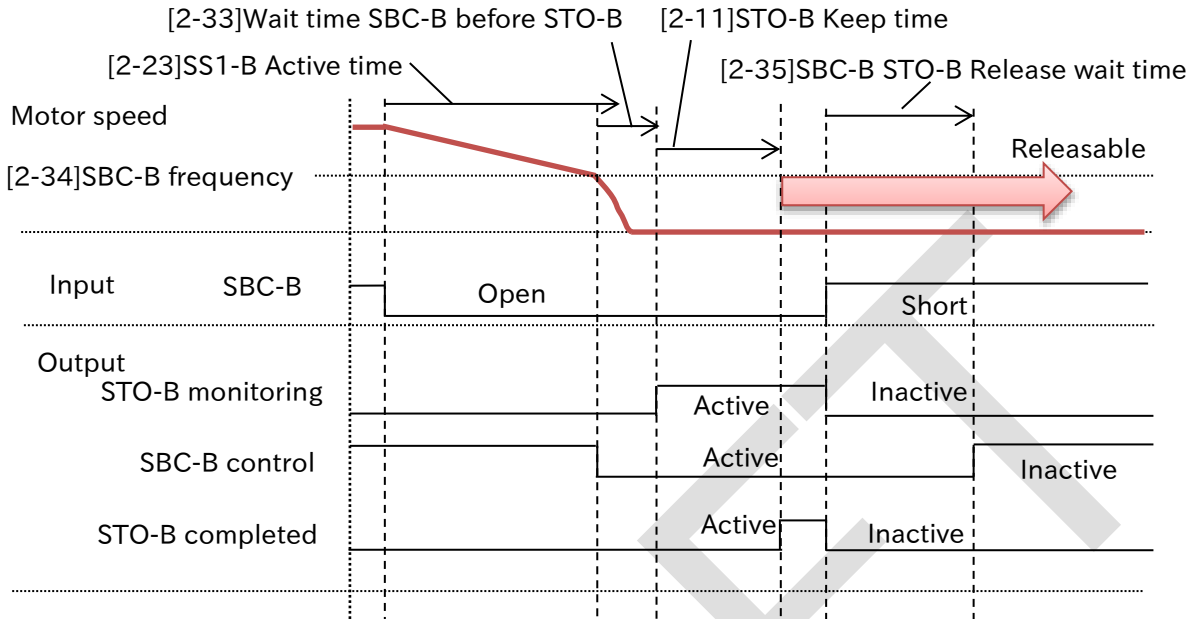 [2-33]Wait time SBC-B before STO-B
[2-11]STO-B Keep time
[2-23]SS1-B Active time
[2-35]SBC-B STO-B Release wait time
Motor speed
Releasable
[2-34]SBC-B frequency
Input
SBC-B
Open
Short
Output
STO-B monitoring
Active
Inactive
SBC-B control
Active
Inactive
STO-B completed
Active
Inactive